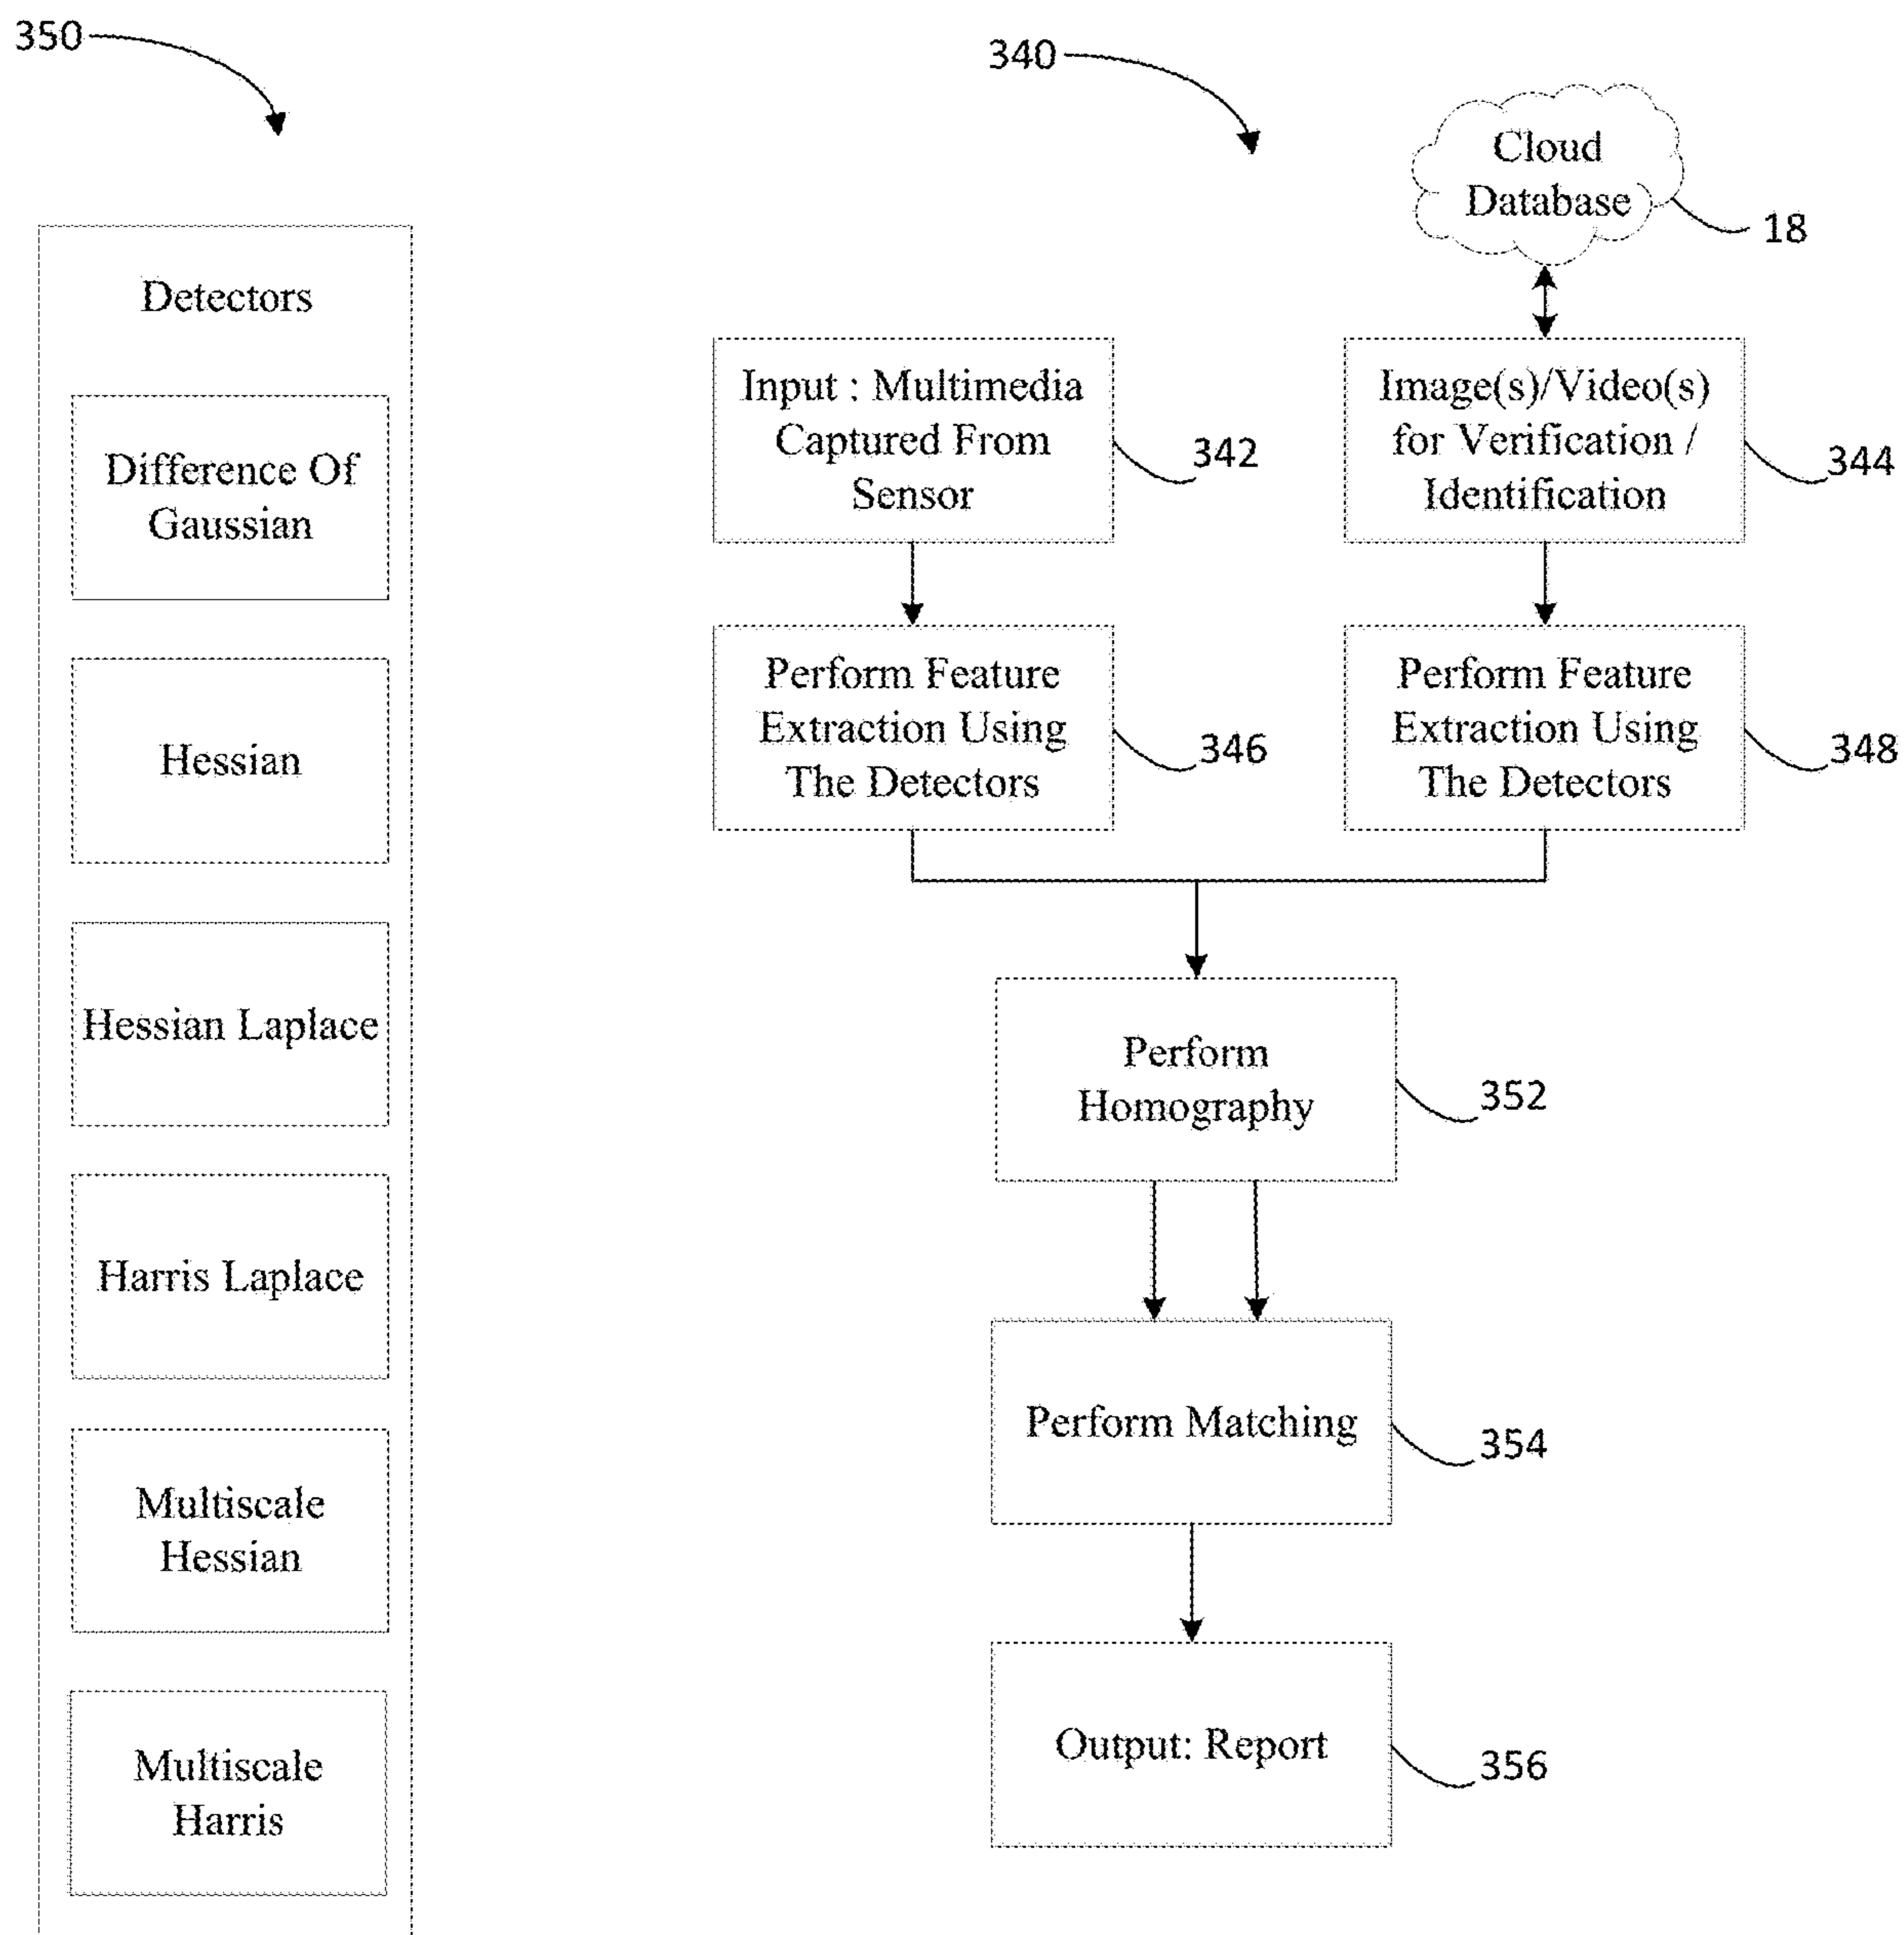 350
Detectors
Difference Of
Gaussian
Hessian
Hessian Laplace
Harris Laplace
Multiscale
Hessian
Multiscale
Harris
340
Cloud
Database
18
Input : Multimedia
Captured From
Sensor
342
Image(s)/Video(s)
for Verification /
Identification
344
Perform Feature
Extraction Using
The Detectors
346
Perform Feature
Extraction Using
The Detectors
348
Perform
Homography
352
Perform Matching
354
Output: Report
356